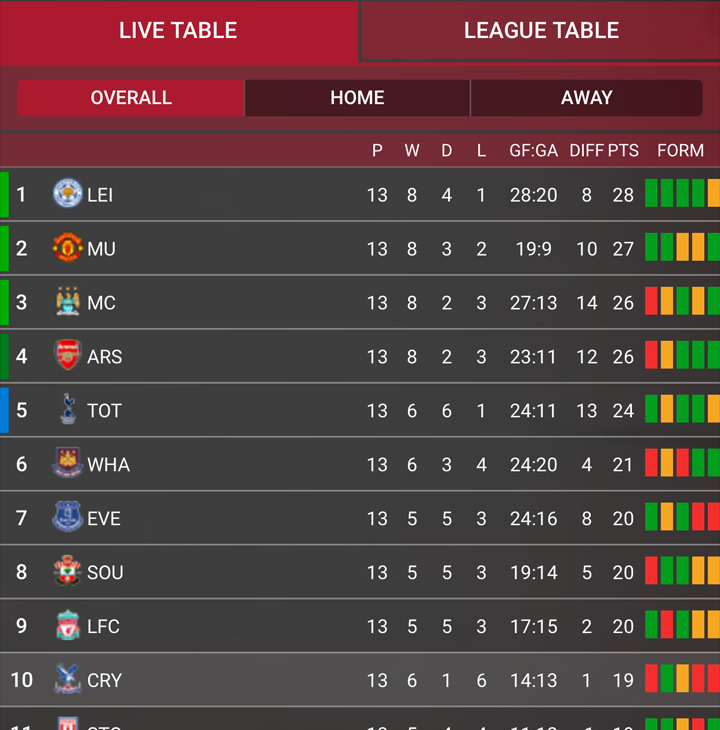 LIVE TABLE LEAGUE TABLE
OVERALL HOME AWAY
P W D L GF:GA DIFF PTS FORM
1 LEI 13 8 4 1 28:20 8 28
2 MU 13 8 3 2 19:9 10 27
3 MC 13 8 2 3 27:13 14 26
4 ARS 13 8 2 3 23:11 12 26
5 TOT 13 6 6 1 24:11 13 24
6 WHA 13 6 3 4 24:20 4 21
7 EVE 13 5 5 3 24:16 8 20
8 SOU 13 5 5 3 19:14 5 20
9 LFC 13 5 5 3 17:15 2 20
10 CRY 13 6 1 6 14:13 1 19